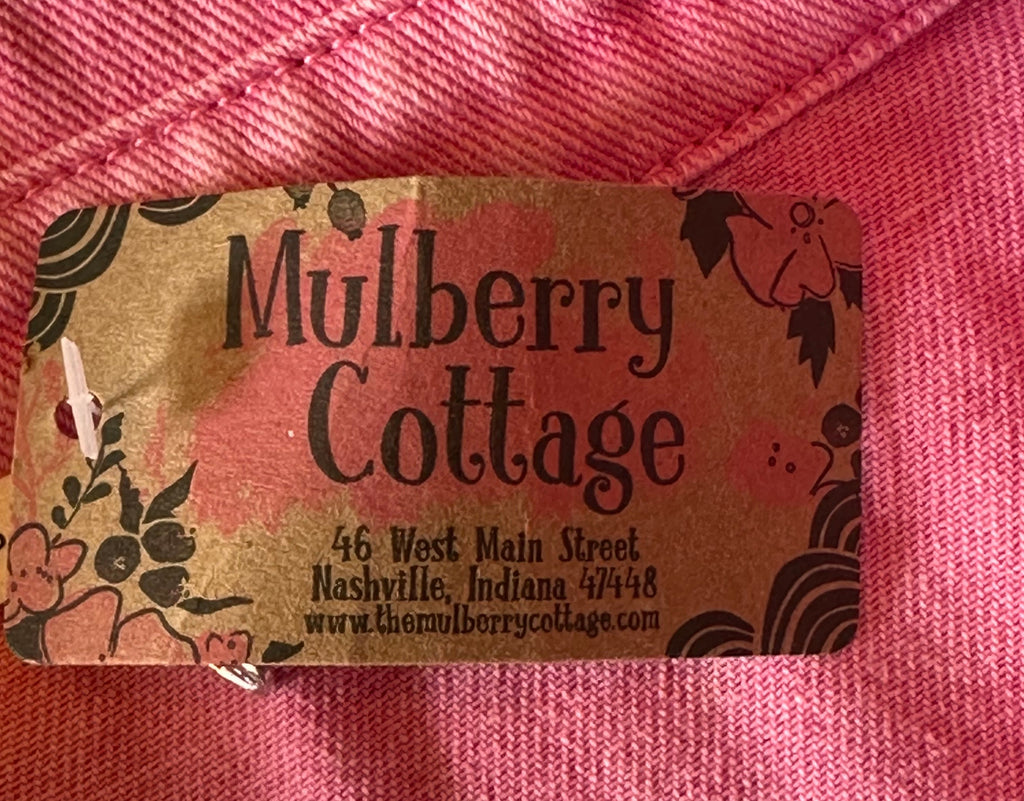 Mulberry
Cottage
46 West Main Street
Nashville, Indiana 47448
www.themulberrycottage.com